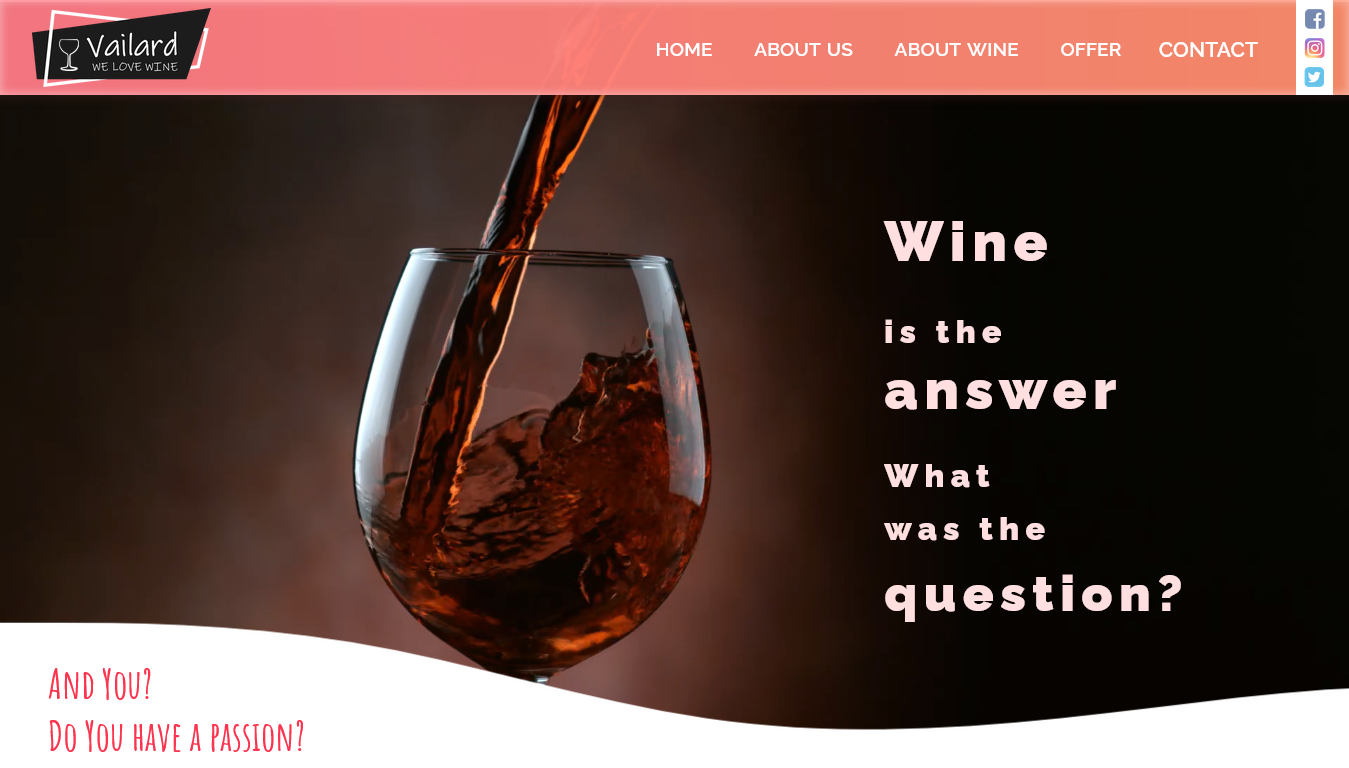 Vailard
WE LOVE WINE
HOME ABOUT US ABOUT WINE OFFER CONTACT
Wine
is the
answer
What
was the
question?
And You?
Do You have a passion?